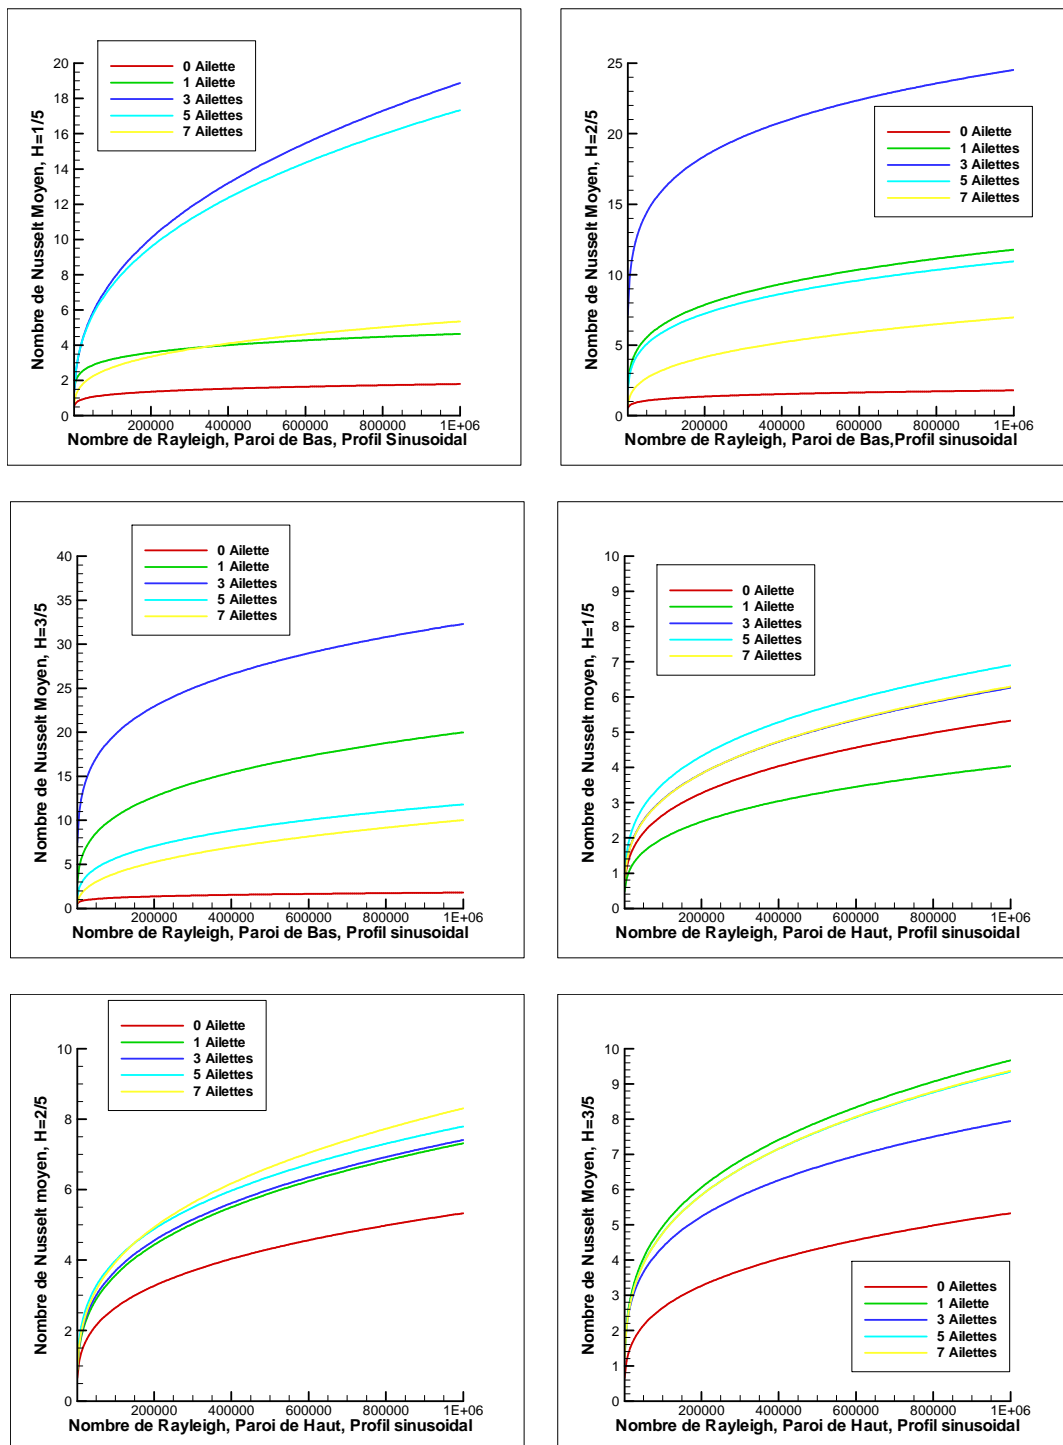 Nombre de Nusselt Moyen, H=1/5
20
18
16
14
12
10
8
6
4
2
0
0 Ailette
1 Ailette
3 Ailettes
5 Ailettes
7 Ailettes
200000 400000 600000 800000 1E+06
Nombre de Rayleigh, Paroi de Bas, Profil Sinusoidal
Nombre de Nusselt Moyen, H=2/5
25
20
15
10
5
0
0 Ailette
1 Ailettes
3 Ailettes
5 Ailettes
7 Ailettes
200000 400000 600000 800000 1E+06
Nombre de Rayleigh, Paroi de Bas,Profil sinusoidal
Nombre de Nusselt Moyen, H=3/5
40
35
30
25
20
15
10
5
0
0 Ailette
1 Ailette
3 Ailettes
5 Ailettes
7 Ailettes
200000 400000 600000 800000 1E+06
Nombre de Rayleigh, Paroi de Bas, Profil sinusoidal
Nombre de Nusselt moyen, H=1/5
10
9
8
7
6
5
4
3
2
1
0
0 Ailette
1 Ailette
3 Ailettes
5 Ailettes
7 Ailettes
200000 400000 600000 800000 1E+06
Nombre de Rayleigh, Paroi de Haut, Profil sinusoidal
Nombre de Nusselt moyen, H=2/5
10
8
6
4
2
0
0 Ailette
1 Ailette
3 Ailettes
5 Ailettes
7 Ailettes
200000 400000 600000 800000 1E+06
Nombre de Rayleigh, Paroi de Haut, Profil sinusoidal
Nombre de Nusselt Moyen, H=3/5
10
9
8
7
6
5
4
3
2
1
0
0 Ailettes
1 Ailette
3 Ailettes
5 Ailettes
7 Ailettes
200000 400000 600000 800000 1E+06
Nombre de Rayleigh, Paroi de Haut, Profil sinusoidal